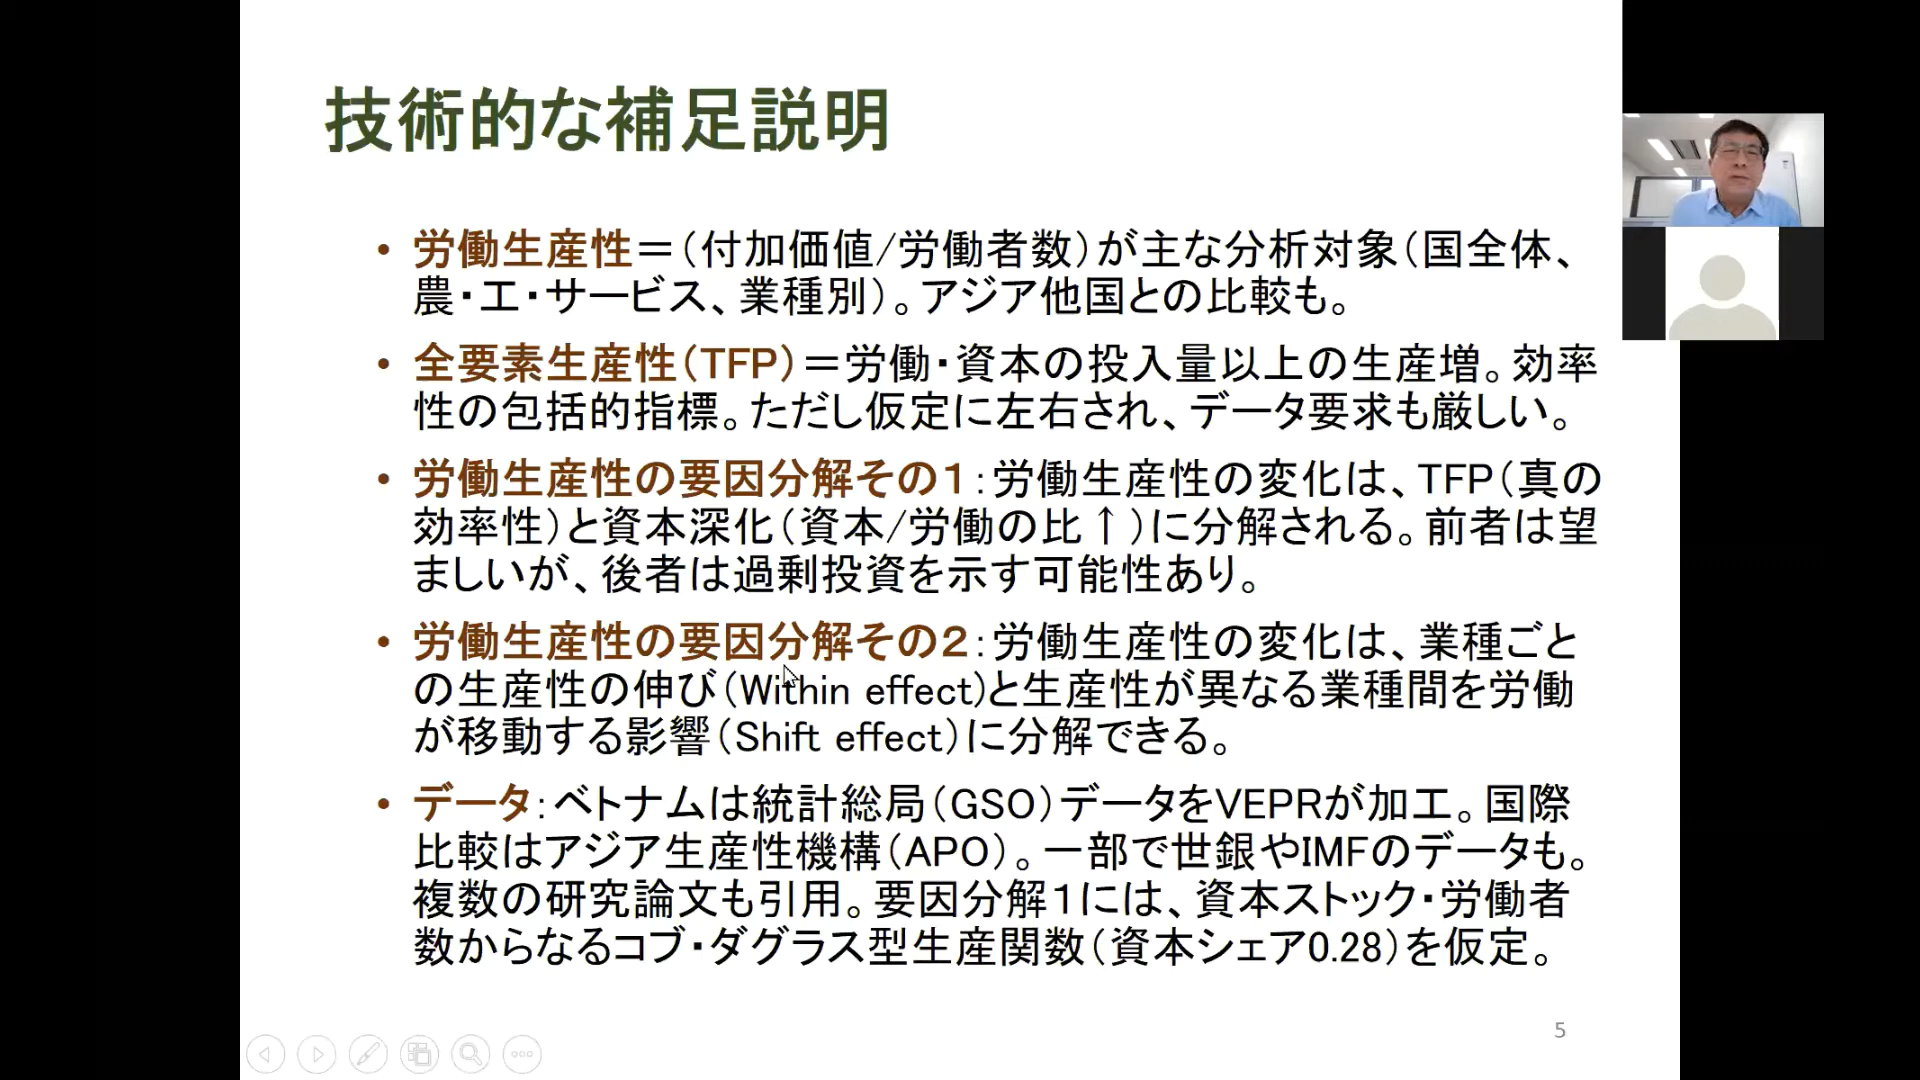 技術的な補足説明
• 労働生産性＝（付加価値/労働者数）が主な分析対象（国全体、
農・工・サービス、業種別）。アジア他国との比較も。
• 全要素生産性（TFP）＝労働・資本の投入量以上の生産増。効率
性の包括的指標。ただし仮定に左右され、データ要求も厳しい。
• 労働生産性の要因分解その１：労働生産性の変化は、TFP（真の
効率性）と資本深化（資本/労働の比↑）に分解される。前者は望
ましいが、後者は過剰投資を示す可能性あり。
• 労働生産性の要因分解その２：労働生産性の変化は、業種ごと
の生産性の伸び（Within effect)と生産性が異なる業種間を労働
が移動する影響（Shift effect）に分解できる。
• データ：ベトナムは統計総局（GSO）データをVEPRが加工。国際
比較はアジア生産性機構（APO）。一部で世銀やIMFのデータも。
複数の研究論文も引用。要因分解１には、資本ストック・労働者
数からなるコブ・ダグラス型生産関数（資本シェア0.28）を仮定。
5